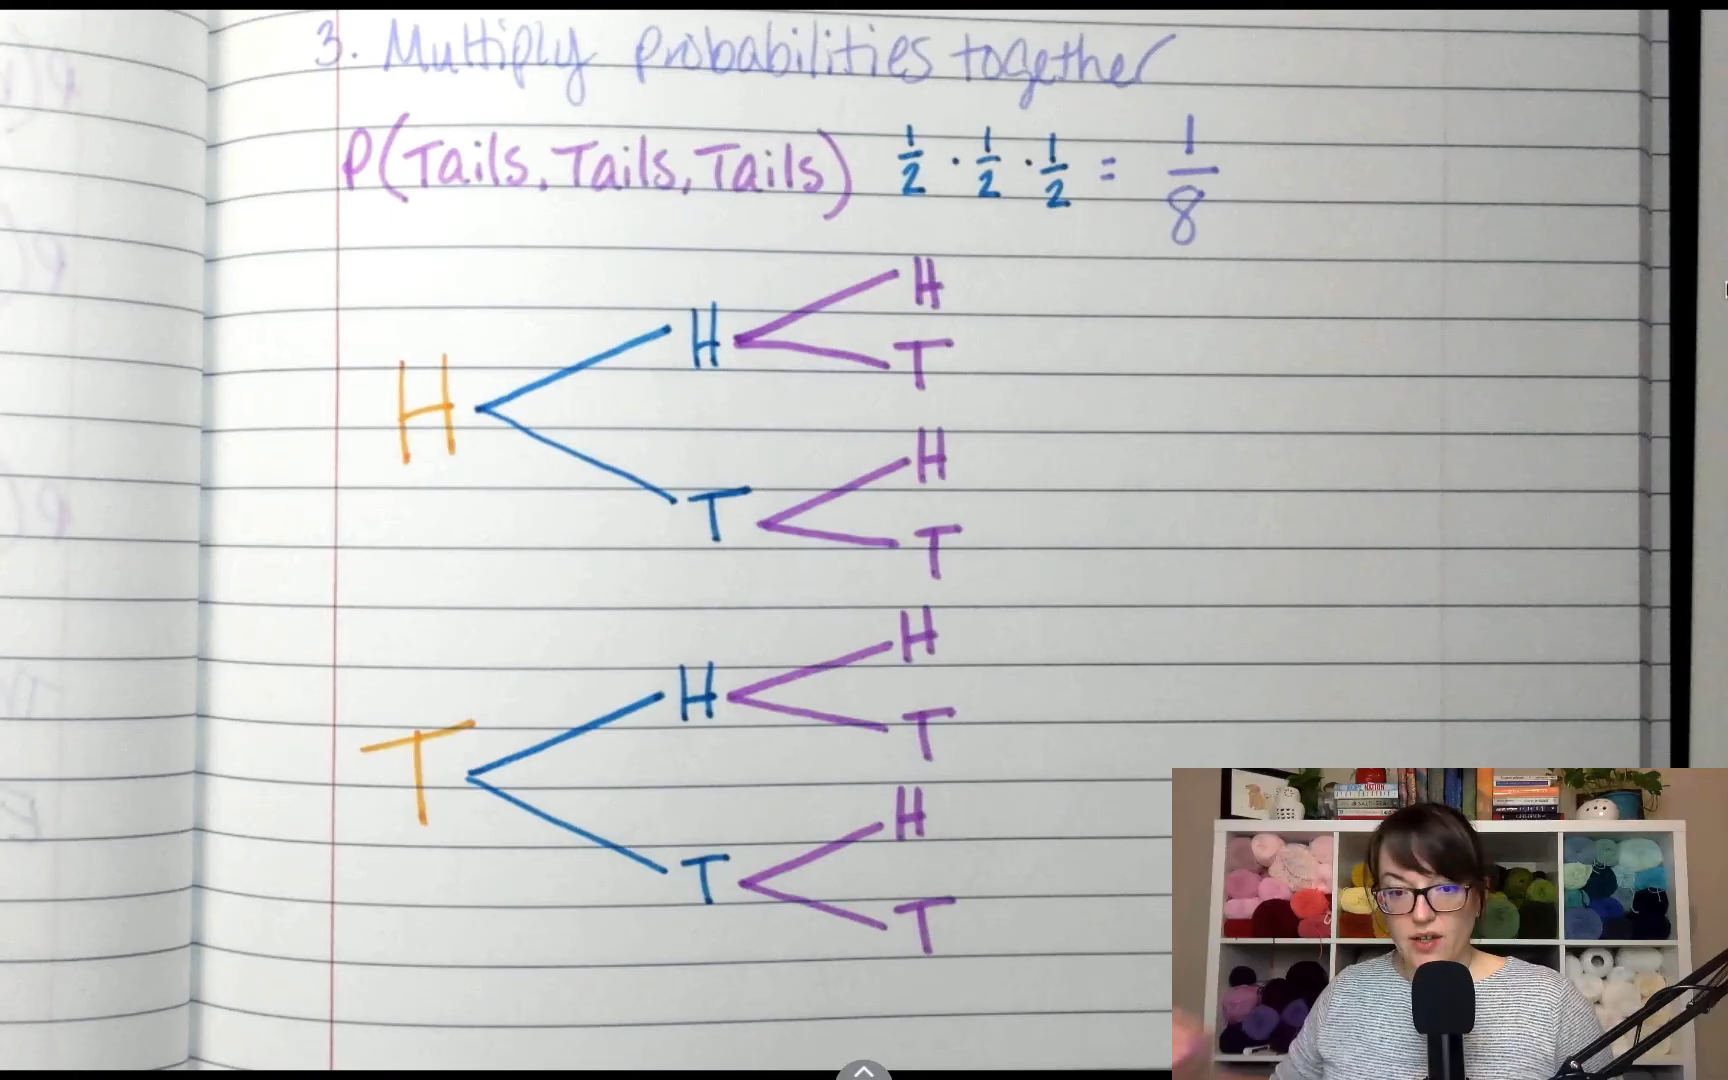 3. Multiply probabilities together
P(Tails, Tails, Tails) 1/2 · 1/2 · 1/2 = 1/8
H
H
T
H
H
T
T
H
H
T
T
H
T
T